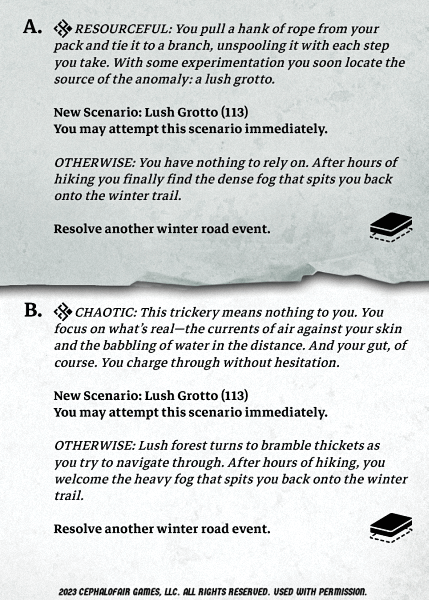 A. RESOURCEFUL: You pull a hank of rope from your
pack and tie it to a branch, unspooling it with each step
you take. With some experimentation you soon locate the
source of the anomaly: a lush grotto.
New Scenario: Lush Grotto (113)
You may attempt this scenario immediately.
OTHERWISE: You have nothing to rely on. After hours of
hiking you finally find the dense fog that spits you back
onto the winter trail.
Resolve another winter road event.
B. CHAOTIC: This trickery means nothing to you. You
focus on what's real—the currents of air against your skin
and the babbling of water in the distance. And your gut, of
course. You charge through without hesitation.
New Scenario: Lush Grotto (113)
You may attempt this scenario immediately.
OTHERWISE: Lush forest turns to bramble thickets as
you try to navigate through. After hours of hiking, you
welcome the heavy fog that spits you back onto the winter
trail.
Resolve another winter road event.
2023 CEPHALOFAIR GAMES, LLC. ALL RIGHTS RESERVED. USED WITH PERMISSION.